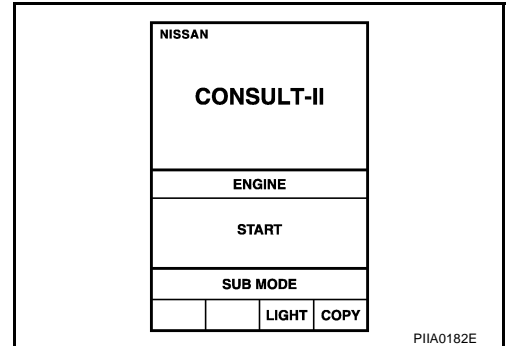 NISSAN
CONSULT-II
ENGINE
START
SUB MODE
LIGHT COPY
PIIA0182E